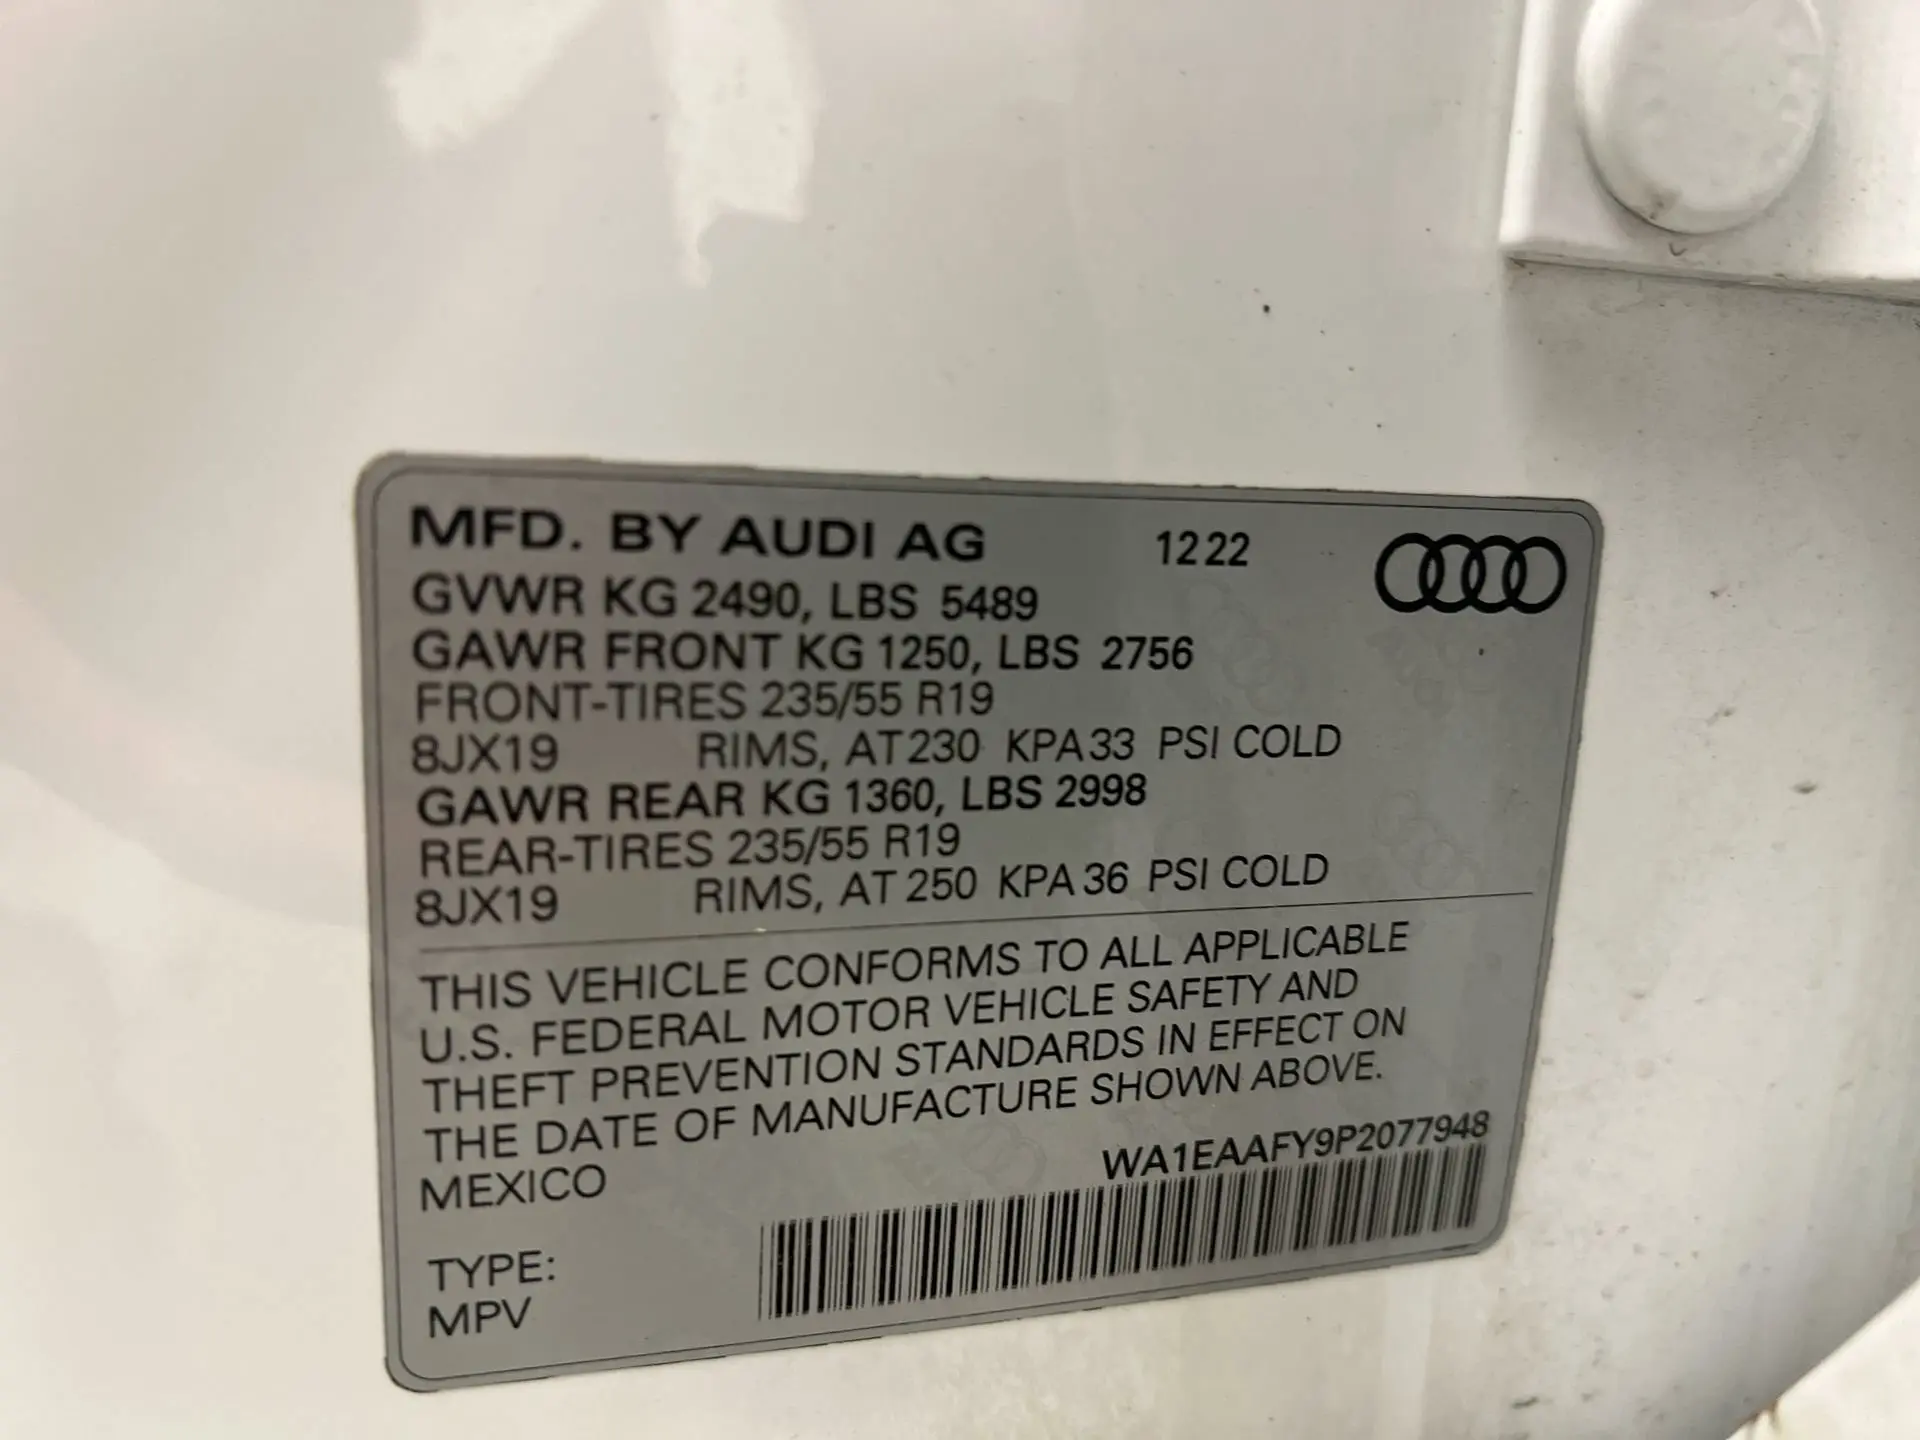 MFD. BY AUDI AG 1222
GVWR KG 2490, LBS 5489
GAWR FRONT KG 1250, LBS 2756
FRONT-TIRES 235/55 R19
8JX19 RIMS, AT 230 KPA 33 PSI COLD
GAWR REAR KG 1360, LBS 2998
REAR-TIRES 235/55 R19
8JX19 RIMS, AT 250 KPA 36 PSI COLD
THIS VEHICLE CONFORMS TO ALL APPLICABLE
U.S. FEDERAL MOTOR VEHICLE SAFETY AND
THEFT PREVENTION STANDARDS IN EFFECT ON
THE DATE OF MANUFACTURE SHOWN ABOVE.
MEXICO WA1EAAFY9P2077948
TYPE:
MPV